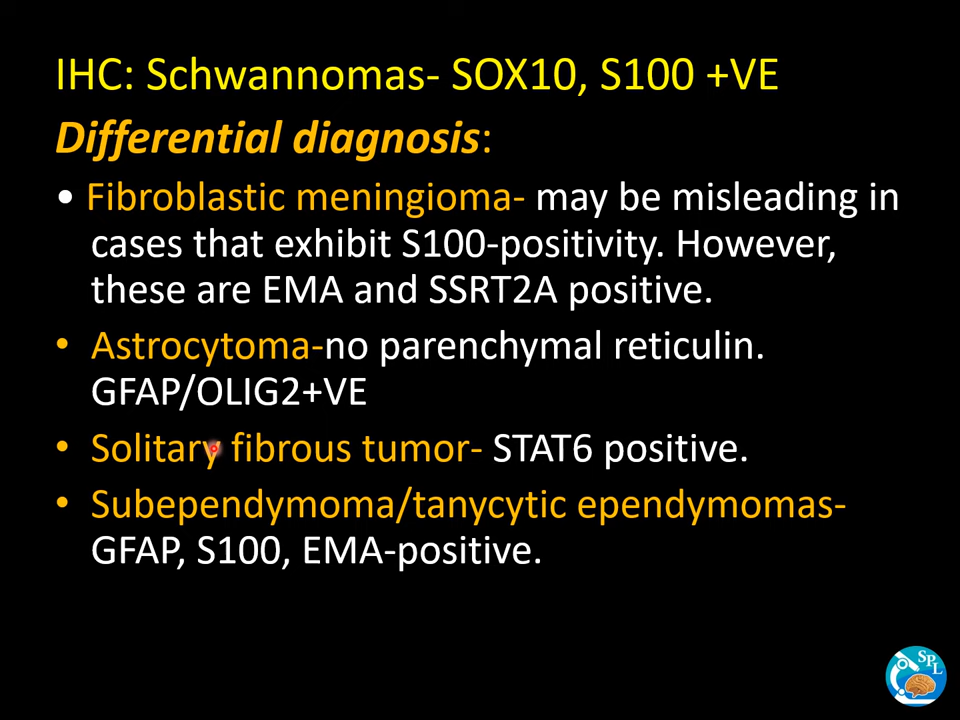 IHC: Schwannomas- SOX10, S100 +VE
Differential diagnosis:
• Fibroblastic meningioma- may be misleading in
cases that exhibit S100-positivity. However,
these are EMA and SSRT2A positive.
• Astrocytoma-no parenchymal reticulin.
GFAP/OLIG2+VE
• Solitary fibrous tumor- STAT6 positive.
• Subependymoma/tanycytic ependymomas-
GFAP, S100, EMA-positive.
SPL